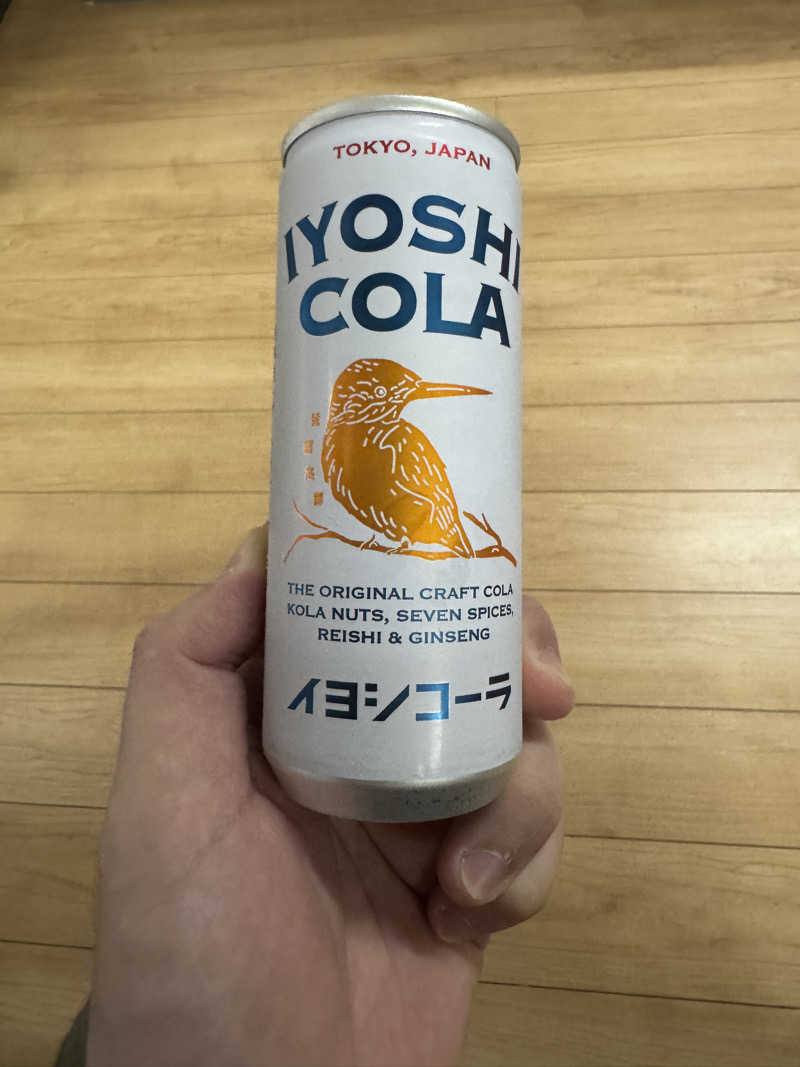 TOKYO, JAPAN
IYOSHI
COLA
THE ORIGINAL CRAFT COLA
KOLA NUTS, SEVEN SPICES,
REISHI & GINSENG
イヨシコーラ